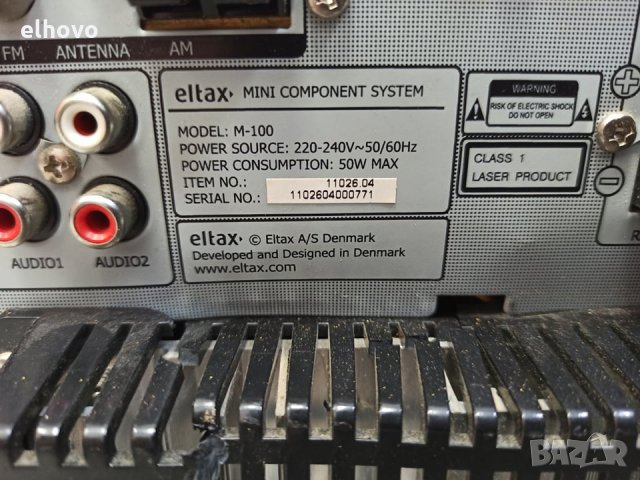 elhovo
FM ANTENNA AM
eltax MINI COMPONENT SYSTEM
MODEL: M-100
POWER SOURCE: 220-240V~50/60Hz
POWER CONSUMPTION: 50W MAX
ITEM NO.: 11026.04
SERIAL NO.: 1102604000771
WARNING
RISK OF ELECTRIC SHOCK
DO NOT OPEN
CLASS 1
LASER PRODUCT
eltax © Eltax A/S Denmark
Developed and Designed in Denmark
www.eltax.com
AUDIO1 AUDIO2
R
BAZAR